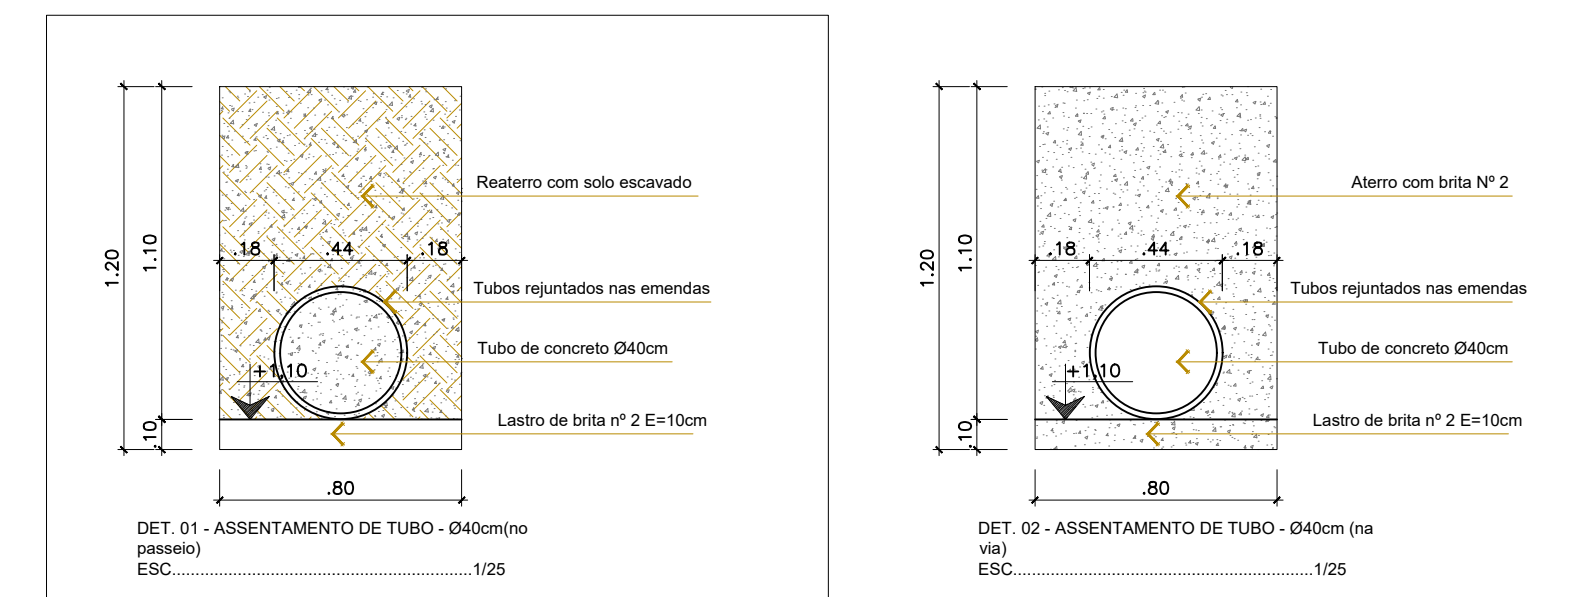 Reaterro com solo escavado
.18 .44 .18
1.20
1.10
Tubos rejuntados nas emendas
Tubo de concreto Ø40cm
+1,10
Lastro de brita nº 2 E=10cm
.10
.80
DET. 01 - ASSENTAMENTO DE TUBO - Ø40cm(no
passeio)
ESC................................................................1/25
Aterro com brita Nº 2
.18 .44 .18
1.20
1.10
Tubos rejuntados nas emendas
Tubo de concreto Ø40cm
+1,10
Lastro de brita nº 2 E=10cm
.10
.80
DET. 02 - ASSENTAMENTO DE TUBO - Ø40cm (na
via)
ESC................................................................1/25